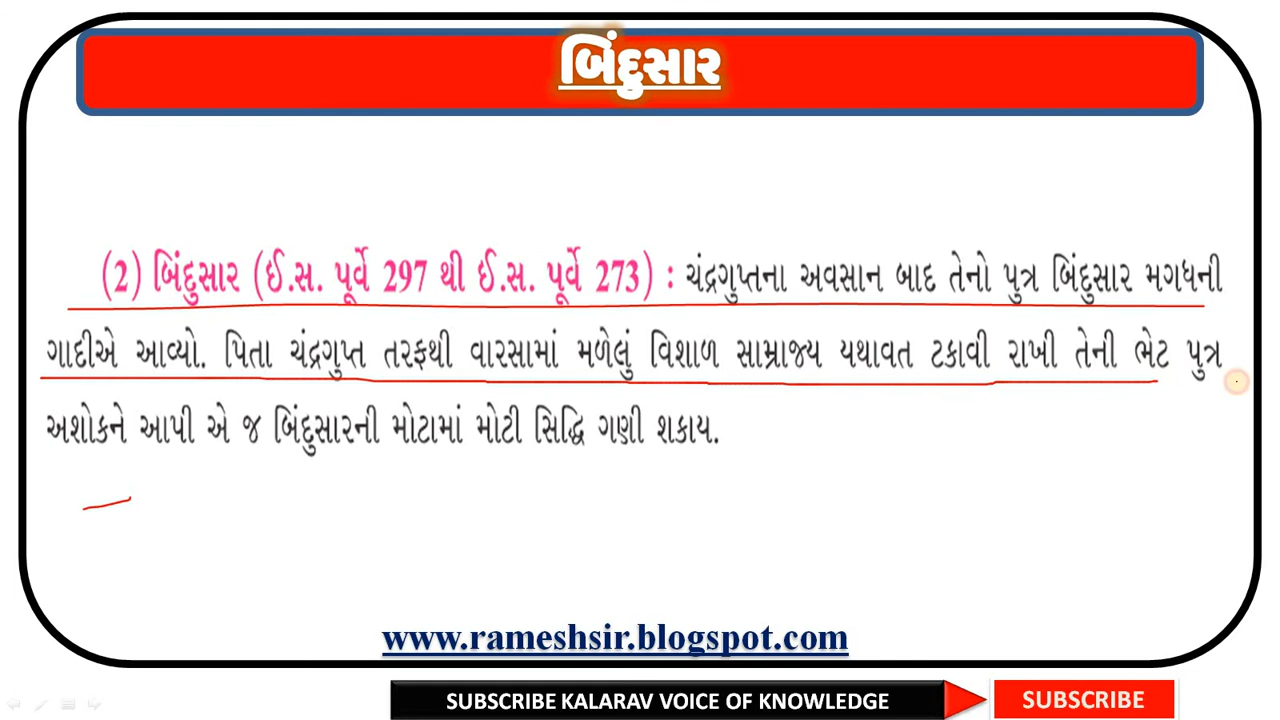 બિંદુસાર
(2) બિંદુસાર (ઈ.સ. પૂર્વે 297 થી ઈ.સ. પૂર્વે 273) : ચંદ્રગુપ્તના અવસાન બાદ તેનો પુત્ર બિંદુસાર મગધની
ગાદીએ આવ્યો. પિતા ચંદ્રગુપ્ત તરફથી વારસામાં મળેલું વિશાળ સામ્રાજ્ય યથાવત ટકાવી રાખી તેની ભેટ પુત્ર
અશોકને આપી એ જ બિંદુસારની મોટામાં મોટી સિદ્ધિ ગણી શકાય.
www.rameshsir.blogspot.com
SUBSCRIBE KALARAV VOICE OF KNOWLEDGE
SUBSCRIBE